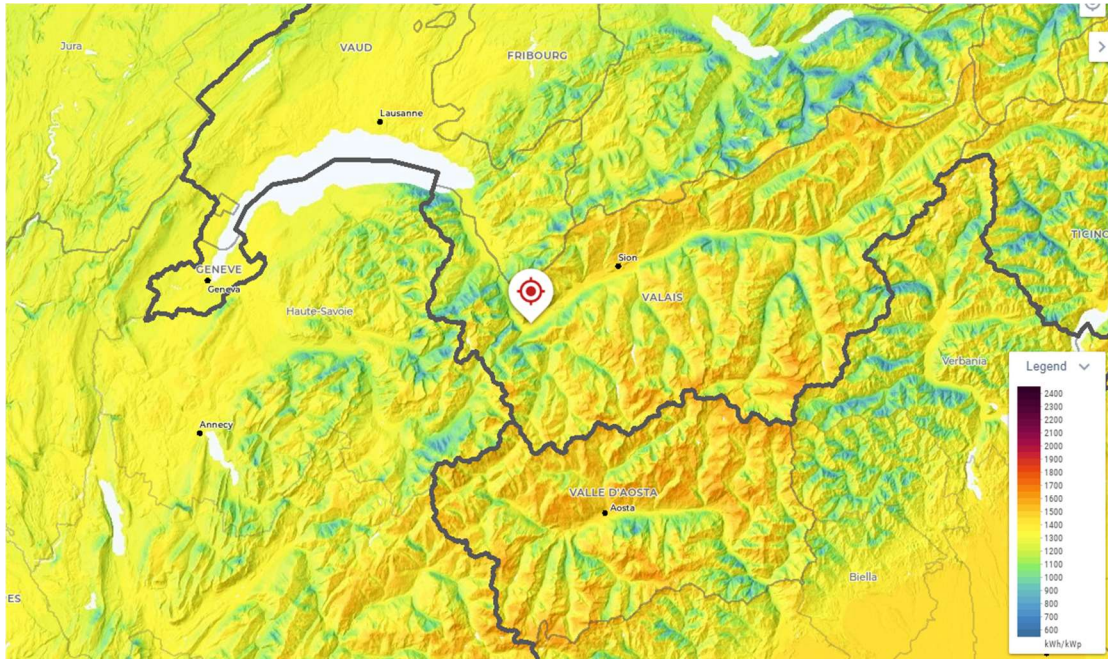 Jura
VAUD
FRIBOURG
Lausanne
TICINO
GENEVE
Geneva
Sion
VALAIS
Haute-Savoie
Verbania
Annecy
VALLE D'AOSTA
Aosta
Biella
ES
Legend
2400
2300
2200
2100
2000
1900
1800
1700
1600
1500
1400
1300
1200
1100
1000
900
800
700
600
kWh/kWp